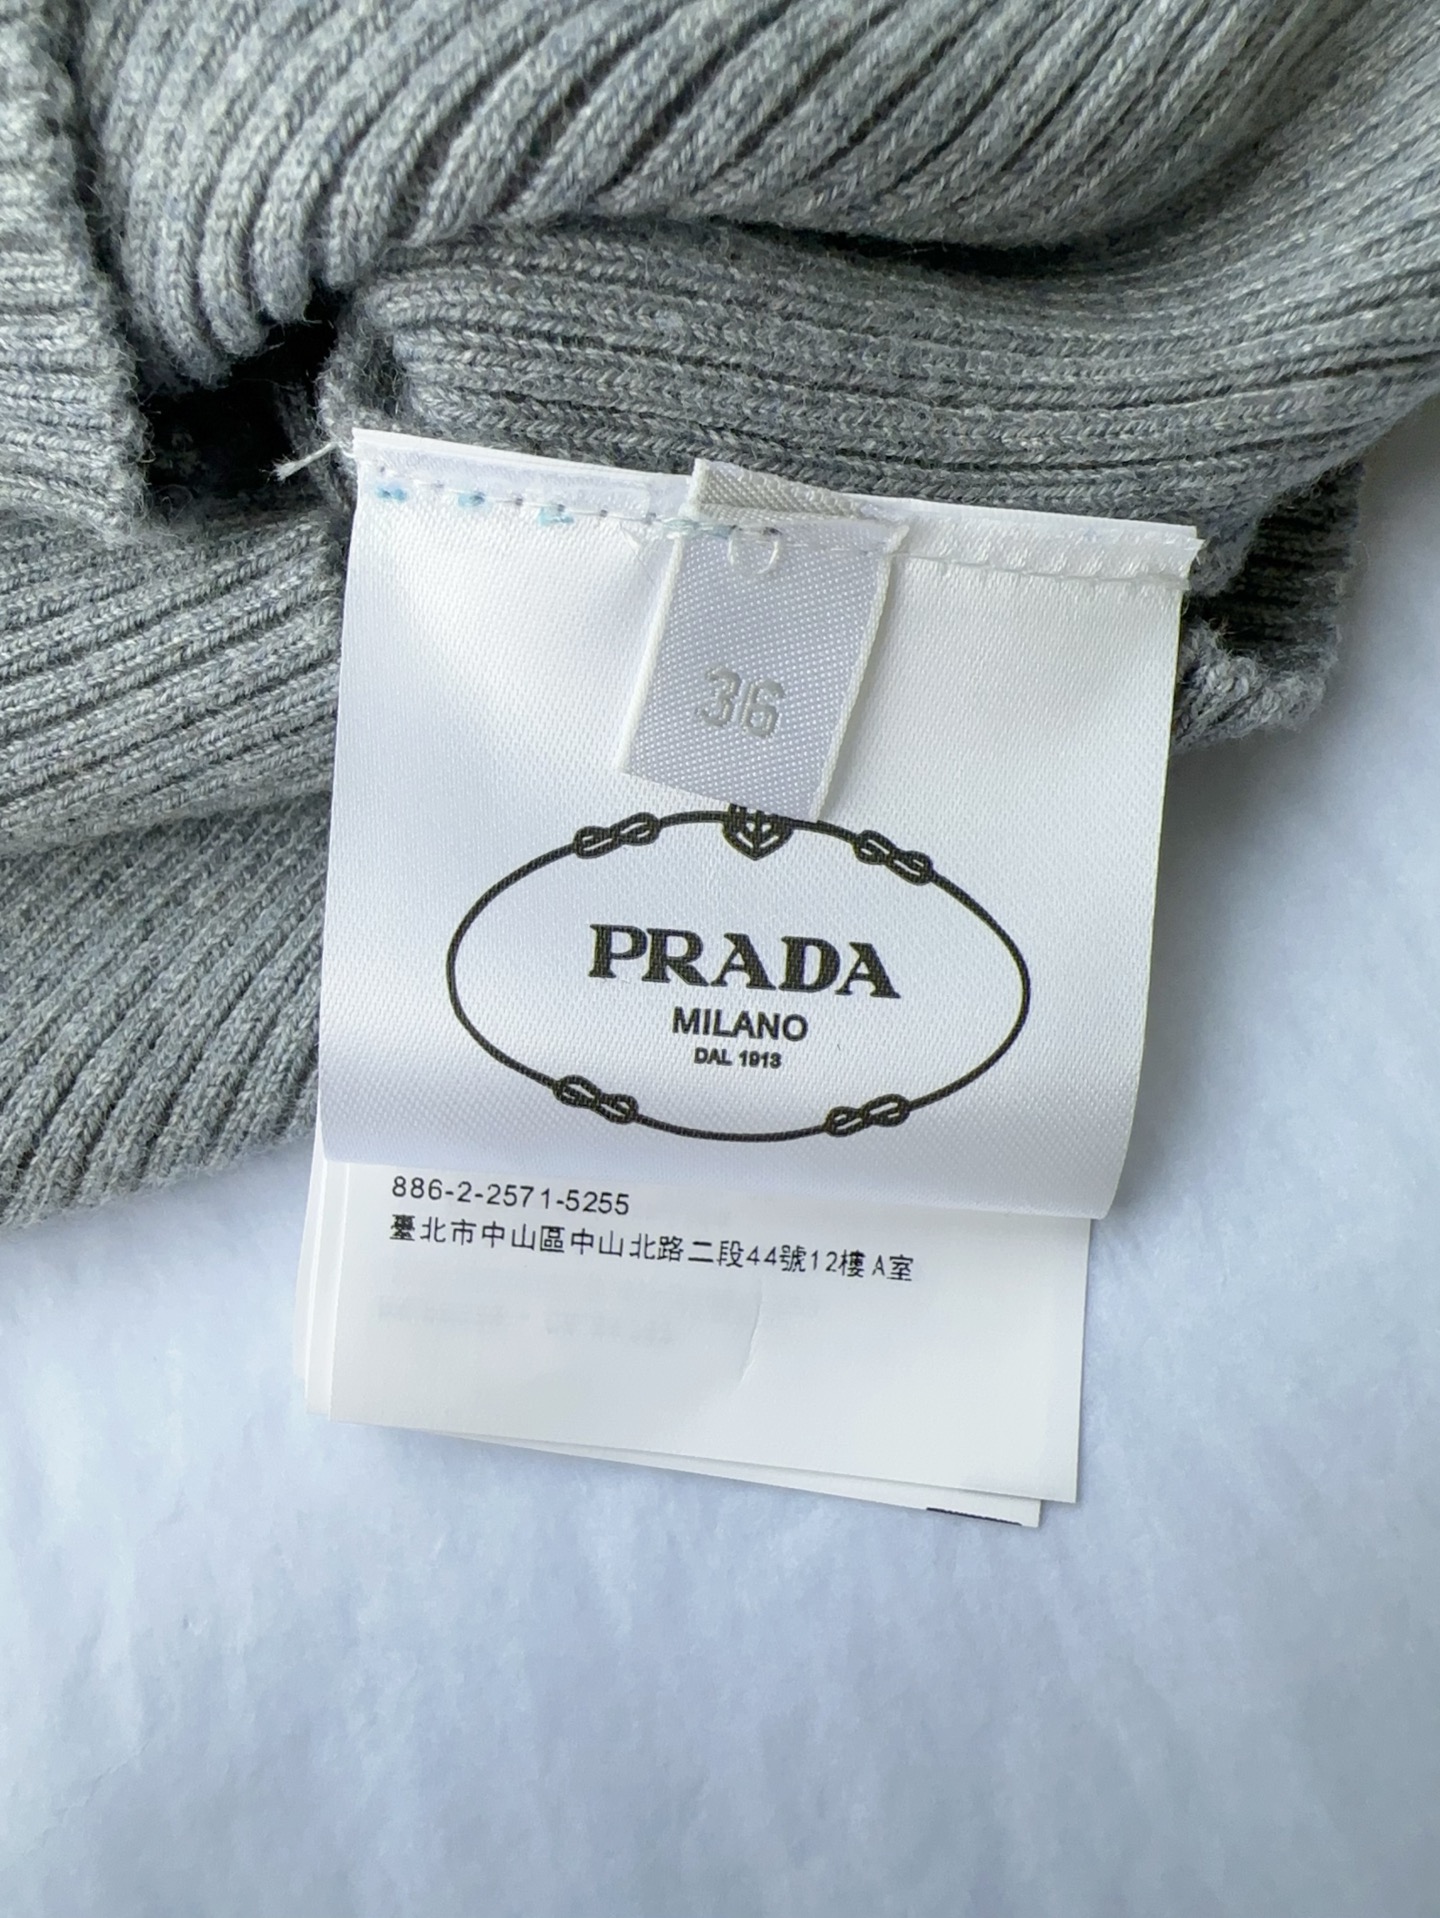 36
PRADA
MILANO
DAL 1913
886-2-2571-5255
臺北市中山區中山北路二段44號12樓A室